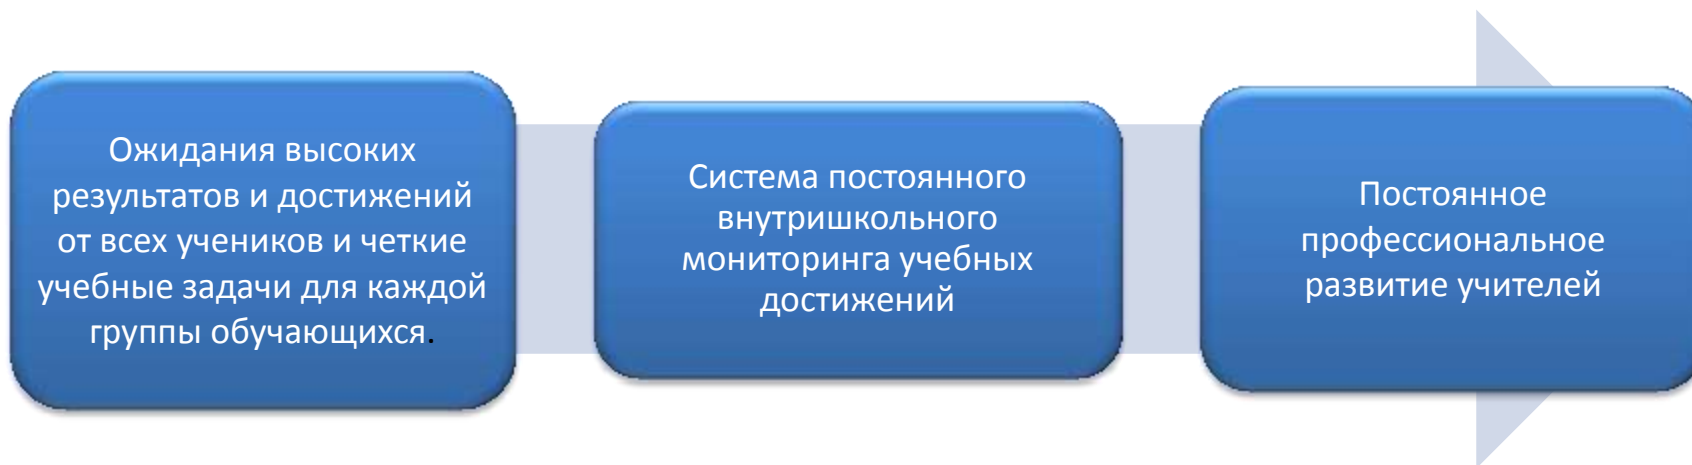 Ожидания высоких
результатов и достижений
от всех учеников и четкие
учебные задачи для каждой
группы обучающихся.
Система постоянного
внутришкольного
мониторинга учебных
достижений
Постоянное
профессиональное
развитие учителей